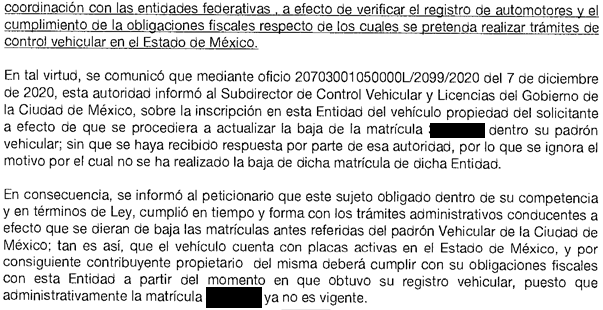 coordinación con las entidades federativas , a efecto de verificar el registro de automotores y el
cumplimiento de la obligaciones fiscales respecto de los cuales se pretenda realizar trámites de
control vehicular en el Estado de México.
En tal virtud, se comunicó que mediante oficio 20703001050000L/2099/2020 del 7 de diciembre
de 2020, esta autoridad informó al Subdirector de Control Vehicular y Licencias del Gobierno de
la Ciudad de México, sobre la inscripción en esta Entidad del vehículo propiedad del solicitante
a efecto de que se procediera a actualizar la baja de la matrícula dentro su padrón
vehicular; sin que se haya recibido respuesta por parte de esa autoridad, por lo que se ignora el
motivo por el cual no se ha realizado la baja de dicha matrícula de dicha Entidad.
En consecuencia, se informó al peticionario que este sujeto obligado dentro de su competencia
y en términos de Ley, cumplió en tiempo y forma con los trámites administrativos conducentes a
efecto que se dieran de baja las matrículas antes referidas del padrón Vehicular de la Ciudad de
México; tan es así, que el vehículo cuenta con placas activas en el Estado de México, y por
consiguiente contribuyente propietario del misma deberá cumplir con su obligaciones fiscales
con esta Entidad a partir del momento en que obtuvo su registro vehicular, puesto que
administrativamente la matrícula ya no es vigente.